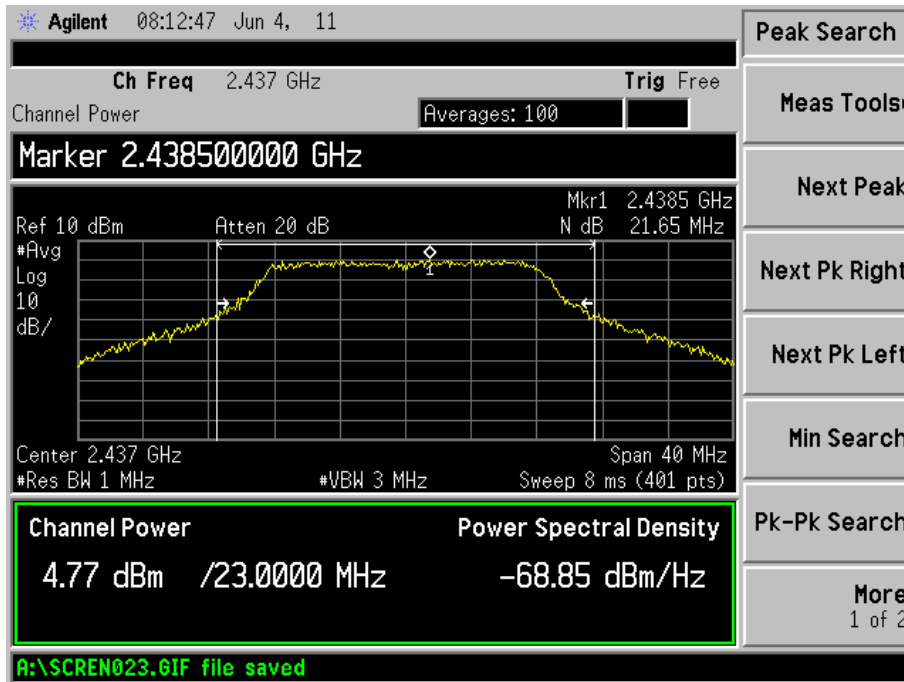 Agilent 08:12:47 Jun 4, 11
Peak Search
Ch Freq 2.437 GHz Trig Free
Channel Power Averages: 100
Meas Tools
Marker 2.438500000 GHz
Next Peak
Mkr1 2.4385 GHz
Ref 10 dBm Atten 20 dB N dB 21.65 MHz
#Avg
Log
10
dB/
1
Next Pk Right
Next Pk Left
Min Search
Center 2.437 GHz Span 40 MHz
#Res BW 1 MHz #VBW 3 MHz Sweep 8 ms (401 pts)
Pk-Pk Search
Channel Power Power Spectral Density
4.77 dBm /23.0000 MHz -68.85 dBm/Hz
More
1 of 2
A:\SCREN023.GIF file saved